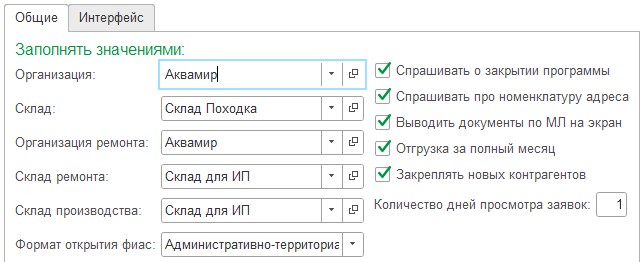 Общие Интерфейс
Заполнять значениями:
Организация: Аквамир
Склад: Склад Походка
Организация ремонта: Аквамир
Склад ремонта: Склад для ИП
Склад производства: Склад для ИП
Формат открытия фиас: Административно-территориа
Спрашивать о закрытии программы
Спрашивать про номенклатуру адреса
Выводить документы по МЛ на экран
Отгрузка за полный месяц
Закреплять новых контрагентов
Количество дней просмотра заявок: 1